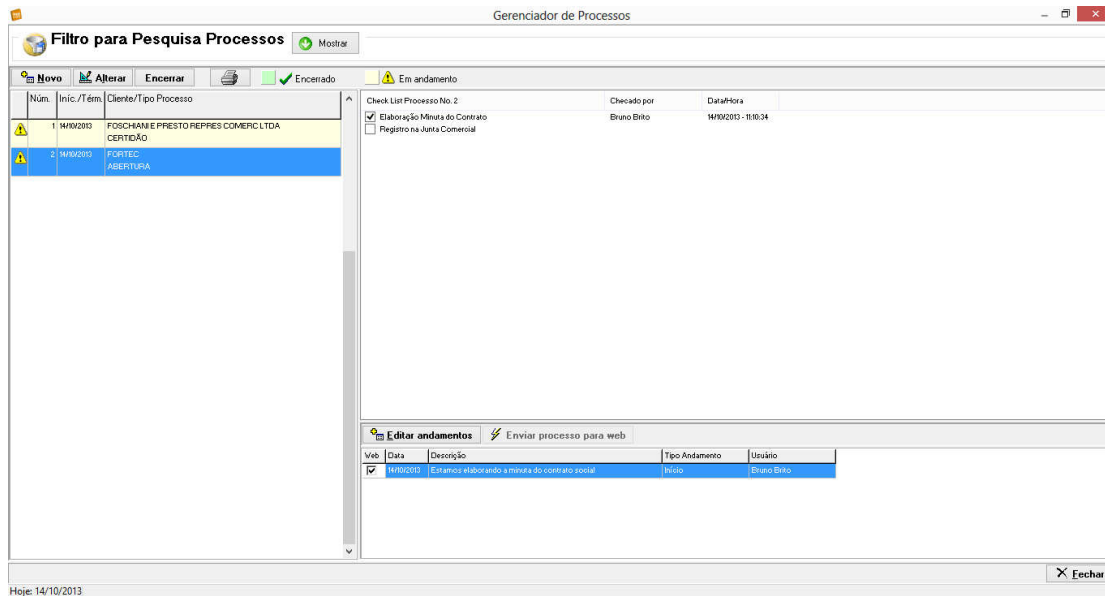 Gerenciador de Processos
Filtro para Pesquisa Processos
Mostrar
Novo Alterar Encerrar Encerrado Em andamento
Núm. Iníc./Térm. Cliente/Tipo Processo
1 14/10/2013 FOSCHIANI E PRESTO REPRES COMERC LTDA
CERTIDÃO
2 14/10/2013 FORTEC
ABERTURA
Check List Processo No. 2 Checado por Data/Hora
Elaboração Minuta do Contrato Bruno Brito 14/10/2013 - 11:10:34
Registro na Junta Comercial
Editar andamentos Enviar processo para web
Web Data Descrição Tipo Andamento Usuário
14/10/2013 Estamos elaborando a minuta do contrato social Início Bruno Brito
Fechar
Hoje: 14/10/2013